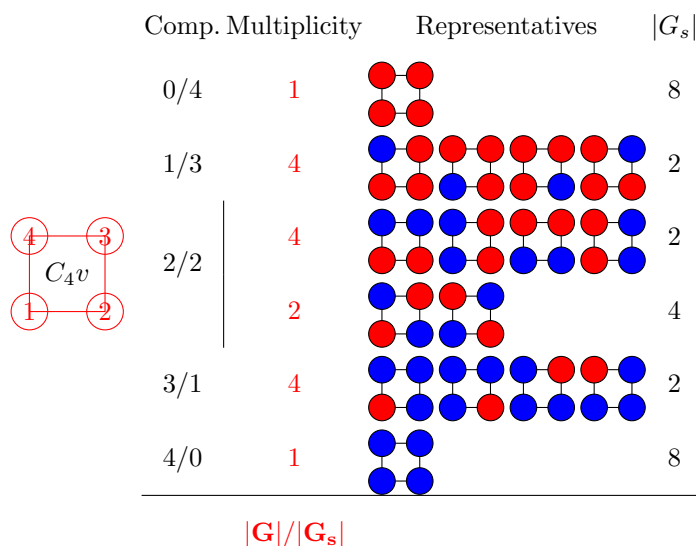 Comp. Multiplicity Representatives |G_s|
0/4 1 8
1/3 4 2
4 2
4 3
C_4v
2/2
1 2
2 4
3/1 4 2
4/0 1 8
|G|/|G_s|